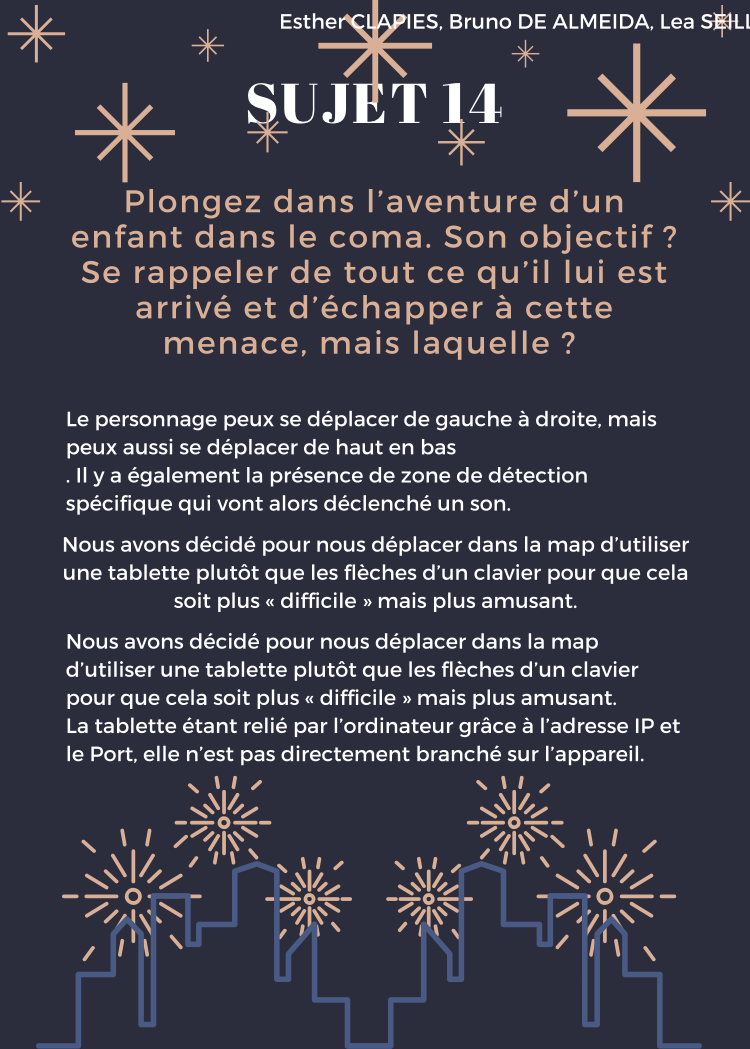 Esther CLAPIES, Bruno DE ALMEIDA, Lea
SUJET 14
Plongez dans l’aventure d’un
enfant dans le coma. Son objectif ?
Se rappeler de tout ce qu’il lui est
arrivé et d’échapper à cette
menace, mais laquelle ?
Le personnage peux se déplacer de gauche à droite, mais
peux aussi se déplacer de haut en bas
. Il y a également la présence de zone de détection
spécifique qui vont alors déclenché un son.
Nous avons décidé pour nous déplacer dans la map d’utiliser
une tablette plutôt que les flèches d’un clavier pour que cela
soit plus « difficile » mais plus amusant.
Nous avons décidé pour nous déplacer dans la map
d’utiliser une tablette plutôt que les flèches d’un clavier
pour que cela soit plus « difficile » mais plus amusant.
La tablette étant relié par l’ordinateur grâce à l’adresse IP et
le Port, elle n’est pas directement branché sur l’appareil.